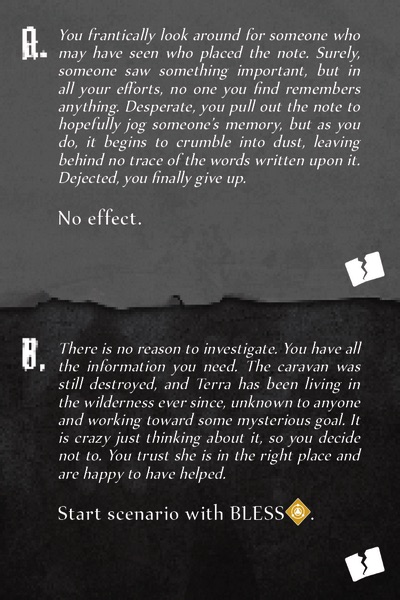 A. You frantically look around for someone who
may have seen who placed the note. Surely,
someone saw something important, but in
all your efforts, no one you find remembers
anything. Desperate, you pull out the note to
hopefully jog someone's memory, but as you
do, it begins to crumble into dust, leaving
behind no trace of the words written upon it.
Dejected, you finally give up.
No effect.
B. There is no reason to investigate. You have all
the information you need. The caravan was
still destroyed, and Terra has been living in
the wilderness ever since, unknown to anyone
and working toward some mysterious goal. It
is crazy just thinking about it, so you decide
not to. You trust she is in the right place and
are happy to have helped.
Start scenario with BLESS.